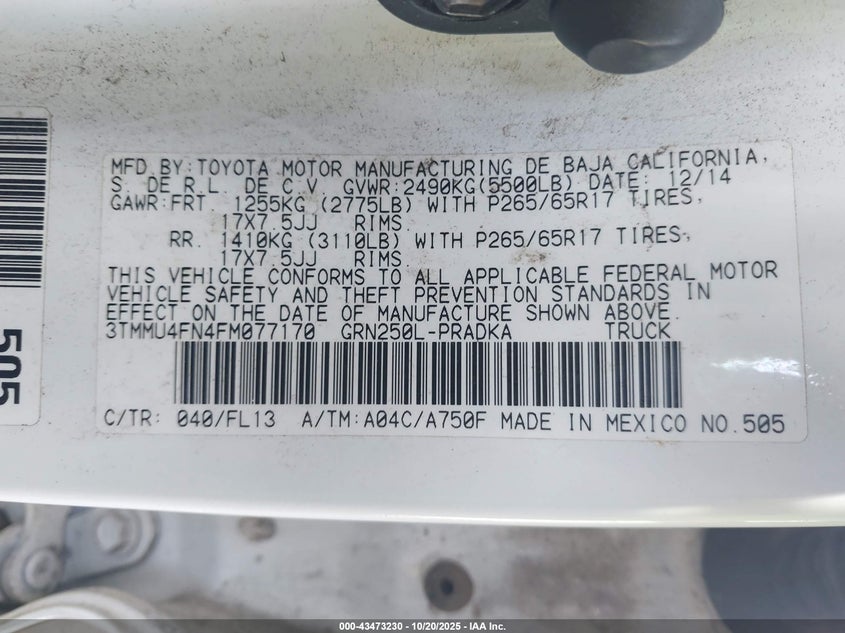 MFD.BY:TOYOTA MOTOR MANUFACTURING DE BAJA CALIFORNIA,
S. DE R.L. DE C.V. GVWR:2490KG(5500LB) DATE: 12/14
GAWR:FRT 1255KG (2775LB) WITH P265/65R17 TIRES,
17X7.5JJ RIMS.
RR. 1410KG (3110LB) WITH P265/65R17 TIRES,
17X7.5JJ RIMS.
THIS VEHICLE CONFORMS TO ALL APPLICABLE FEDERAL MOTOR
VEHICLE SAFETY AND THEFT PREVENTION STANDARDS IN
EFFECT ON THE DATE OF MANUFACTURE SHOWN ABOVE.
3TMMU4FN4FM077170 GRN250L-PRADKA TRUCK
C/TR: 040/FL13 A/TM:A04C/A750F MADE IN MEXICO NO.505
505
000-43473230 - 10/20/2025 - IAA Inc.